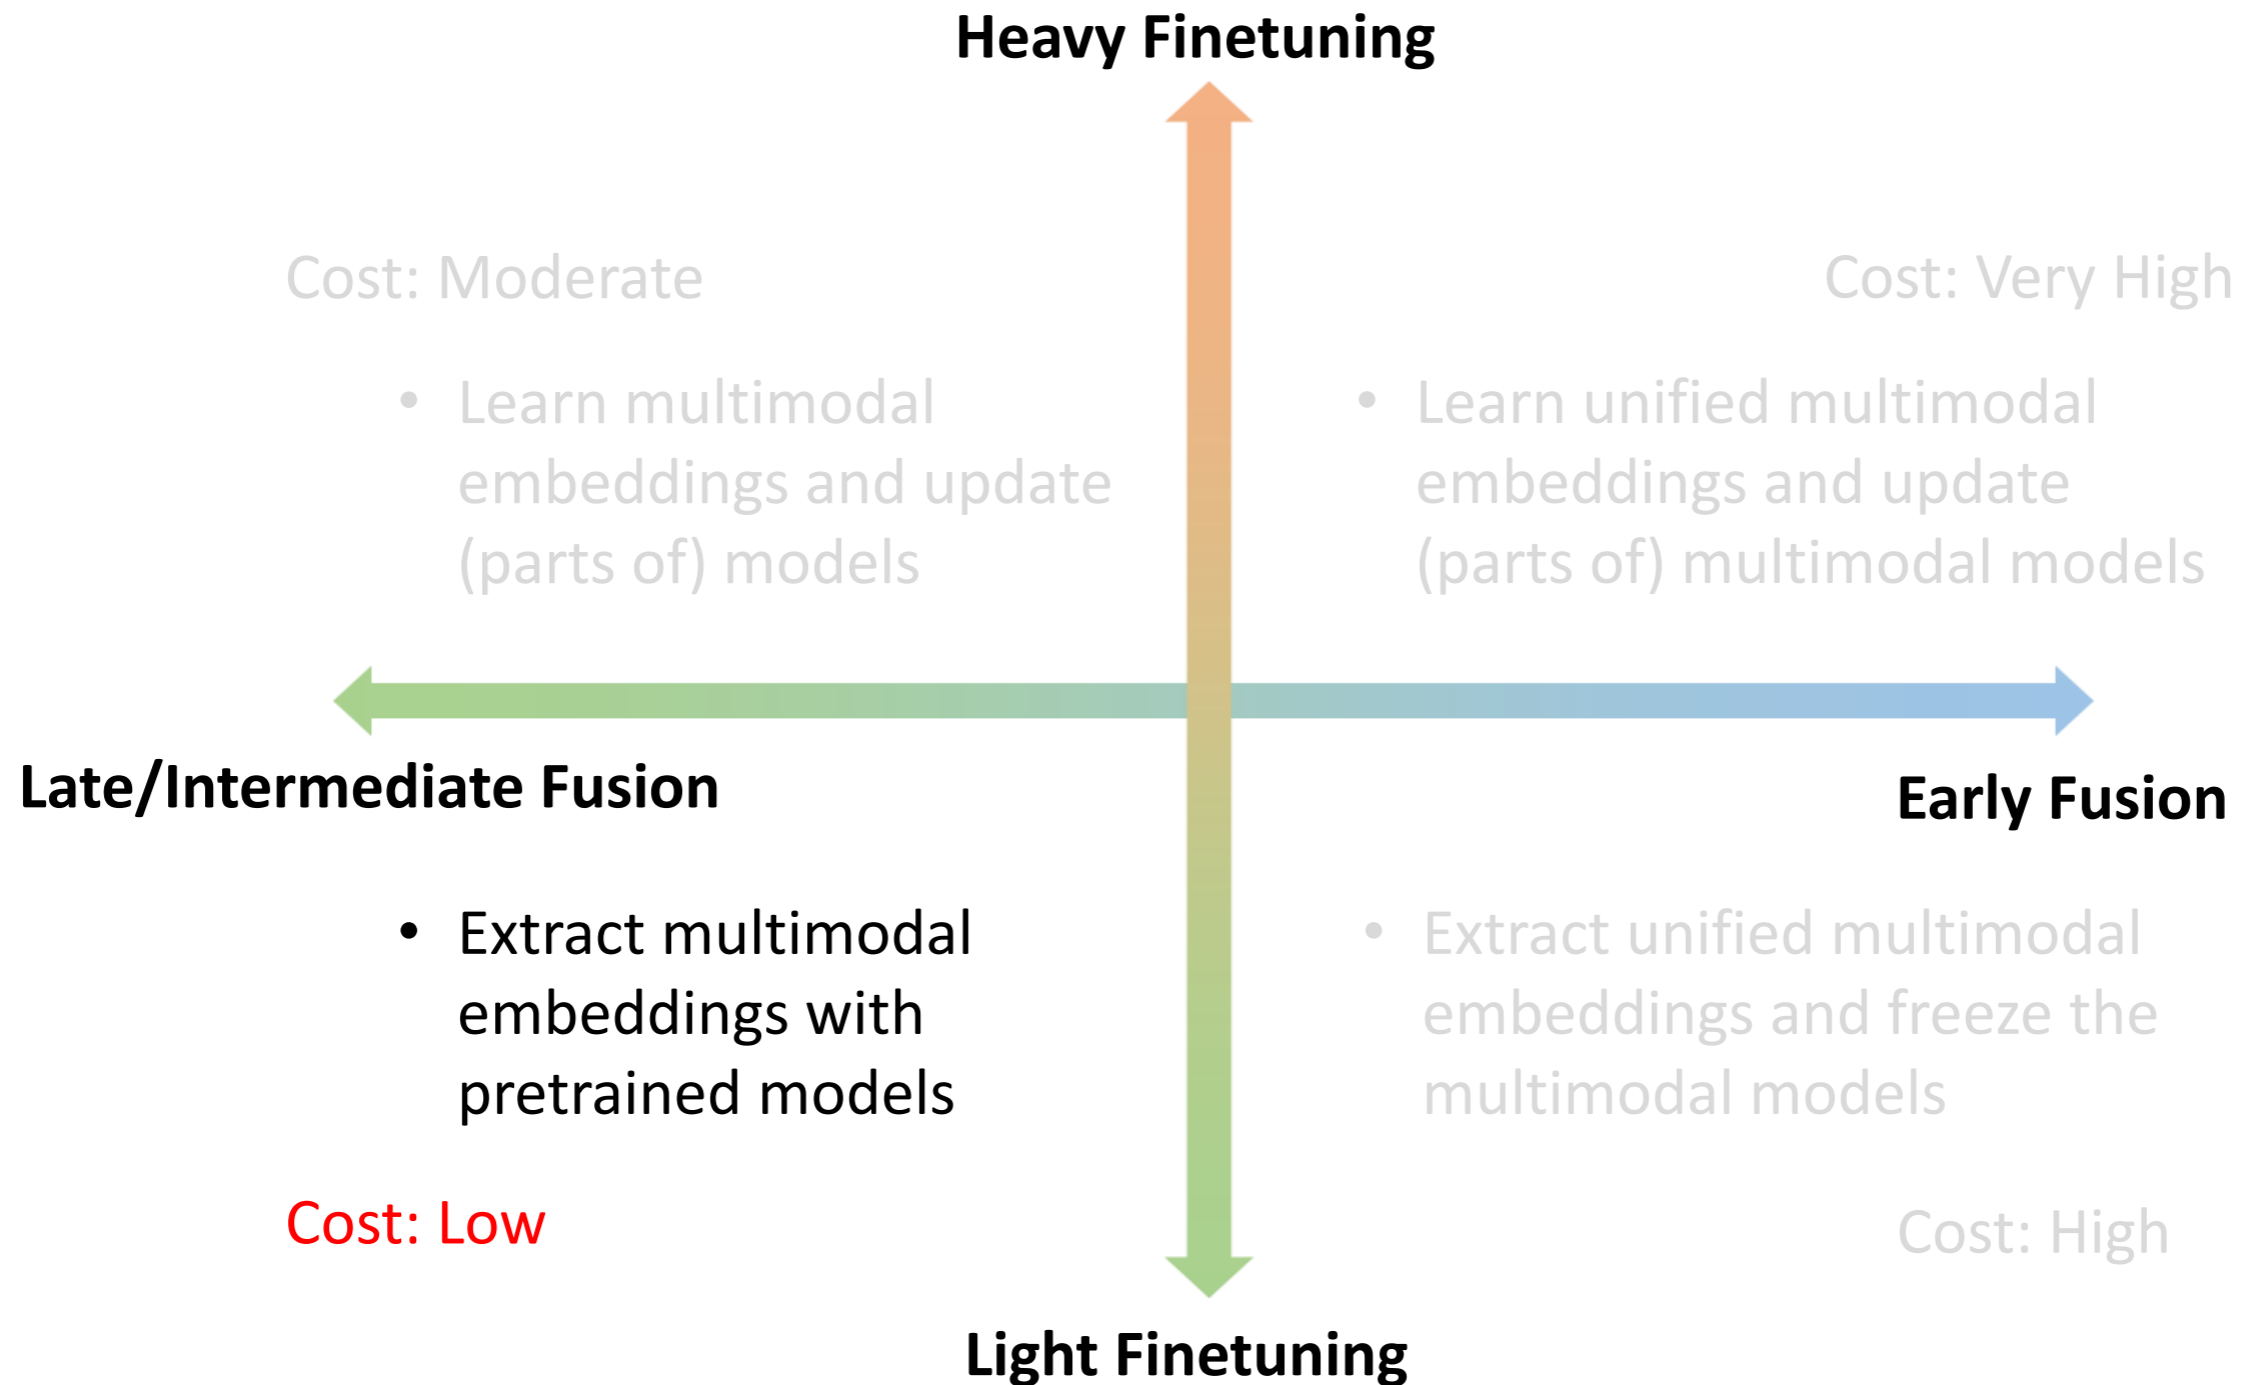 Heavy Finetuning
Cost: Moderate
• Learn multimodal
embeddings and update
(parts of) models
Cost: Very High
• Learn unified multimodal
embeddings and update
(parts of) multimodal models
Late/Intermediate Fusion
Early Fusion
• Extract multimodal
embeddings with
pretrained models
Cost: Low
• Extract unified multimodal
embeddings and freeze the
multimodal models
Cost: High
Light Finetuning